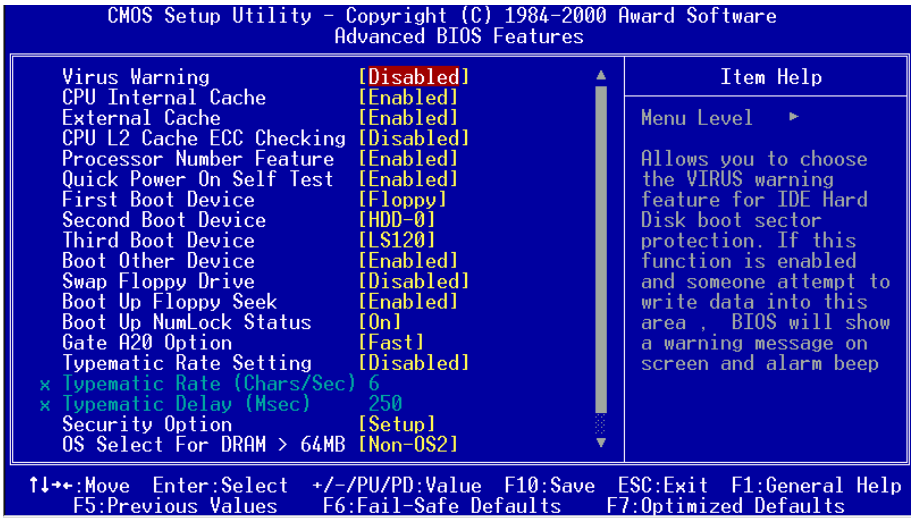 CMOS Setup Utility - Copyright (C) 1984-2000 Award Software
Advanced BIOS Features
Virus Warning [Disabled]
CPU Internal Cache [Enabled]
External Cache [Enabled]
CPU L2 Cache ECC Checking [Disabled]
Processor Number Feature [Enabled]
Quick Power On Self Test [Enabled]
First Boot Device [Floppy]
Second Boot Device [HDD-0]
Third Boot Device [LS120]
Boot Other Device [Enabled]
Swap Floppy Drive [Disabled]
Boot Up Floppy Seek [Enabled]
Boot Up NumLock Status [On]
Gate A20 Option [Fast]
Typematic Rate Setting [Disabled]
x Typematic Rate (Chars/Sec) 6
x Typematic Delay (Msec) 250
Security Option [Setup]
OS Select For DRAM > 64MB [Non-OS2]
Item Help
Menu Level ▶
Allows you to choose
the VIRUS warning
feature for IDE Hard
Disk boot sector
protection. If this
function is enabled
and someone attempt to
write data into this
area , BIOS will show
a warning message on
screen and alarm beep
↑↓→←:Move Enter:Select +/-/PU/PD:Value F10:Save ESC:Exit F1:General Help
F5:Previous Values F6:Fail-Safe Defaults F7:Optimized Defaults